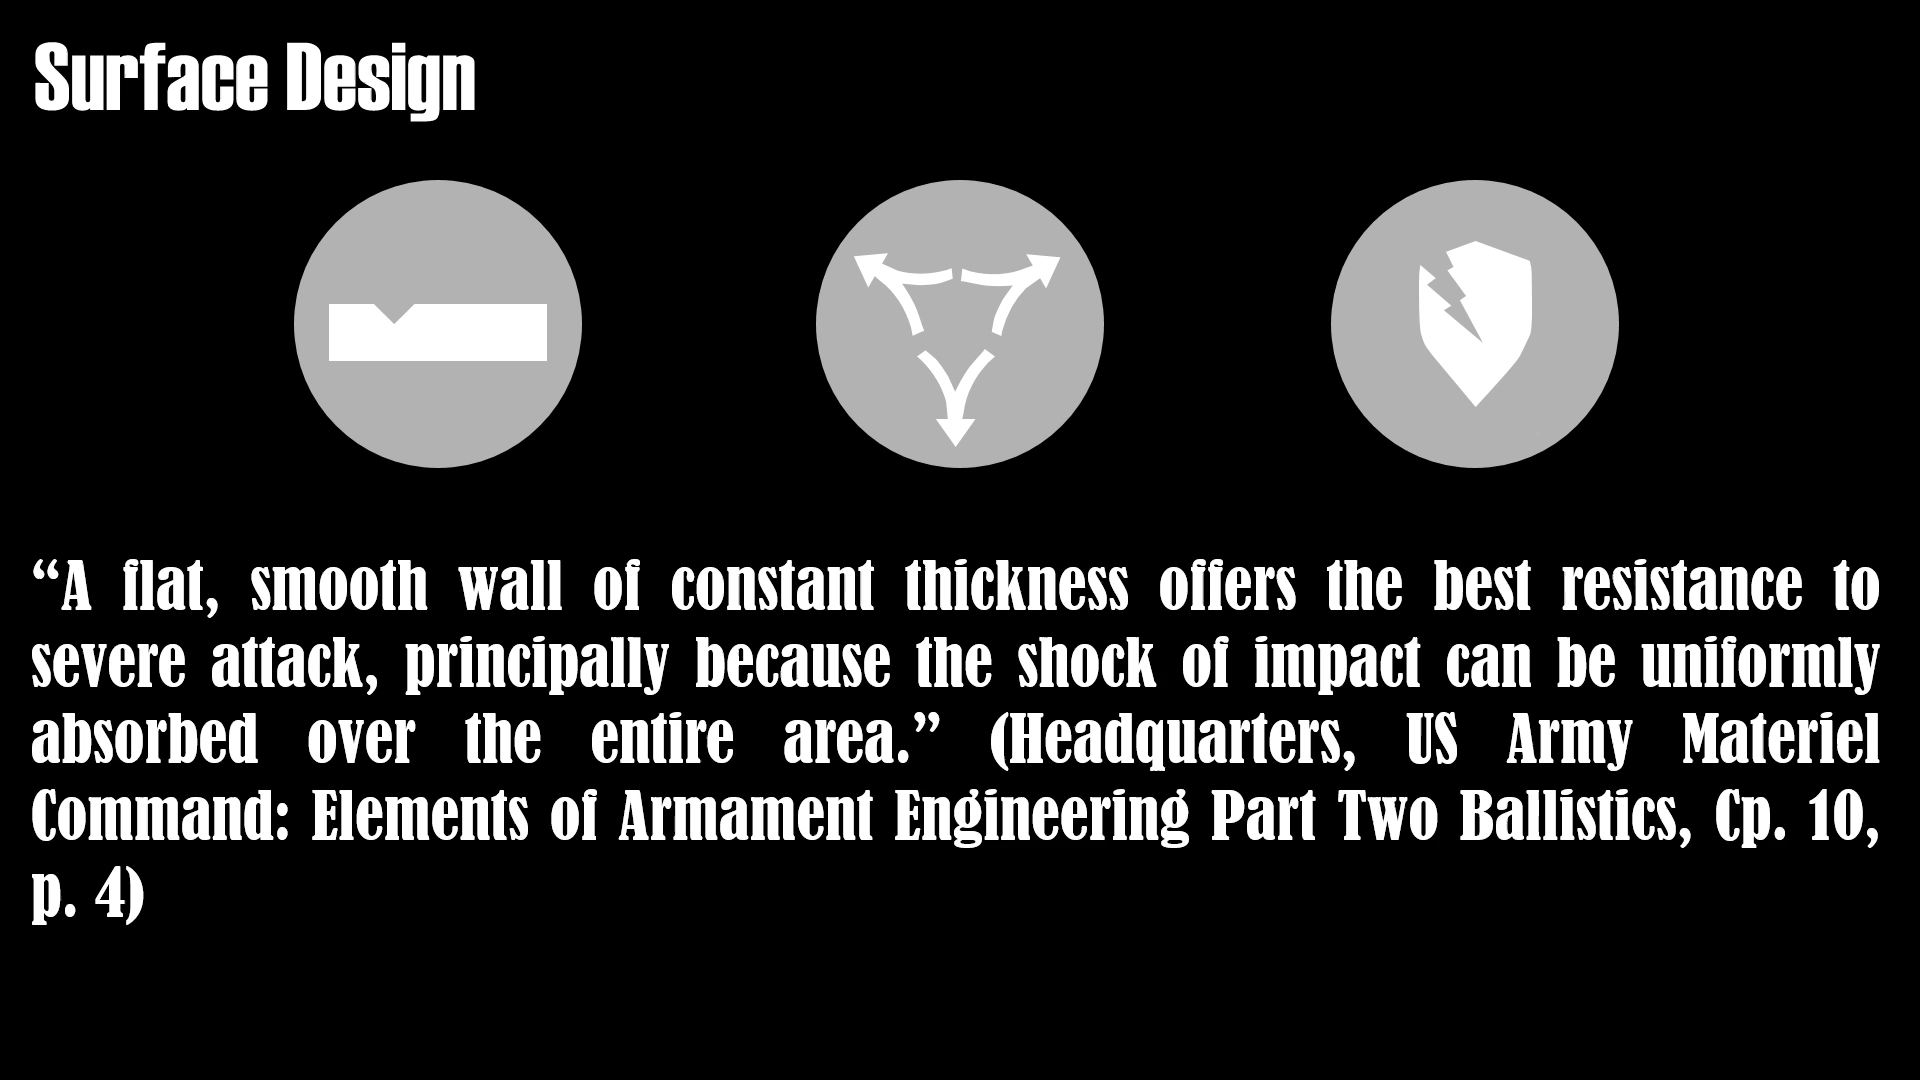 Surface Design
“A flat, smooth wall of constant thickness offers the best resistance to
severe attack, principally because the shock of impact can be uniformly
absorbed over the entire area.” (Headquarters, US Army Materiel
Command: Elements of Armament Engineering Part Two Ballistics, Cp. 10,
p. 4)